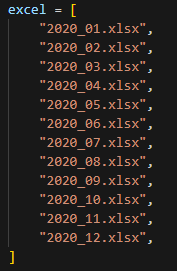 excel = [
    "2020_01.xlsx",
    "2020_02.xlsx",
    "2020_03.xlsx",
    "2020_04.xlsx",
    "2020_05.xlsx",
    "2020_06.xlsx",
    "2020_07.xlsx",
    "2020_08.xlsx",
    "2020_09.xlsx",
    "2020_10.xlsx",
    "2020_11.xlsx",
    "2020_12.xlsx",
]